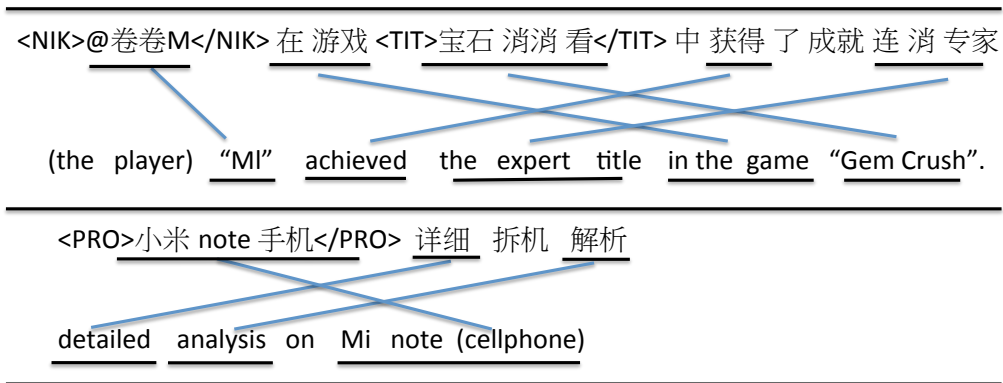 <NIK>@卷卷M</NIK> 在 游戏 <TIT>宝石 消消 看</TIT> 中 获得 了 成就 连 消 专家
(the player) “Ml” achieved the expert title in the game “Gem Crush”.
<PRO>小米 note 手机</PRO> 详细 拆机 解析
detailed analysis on Mi note (cellphone)